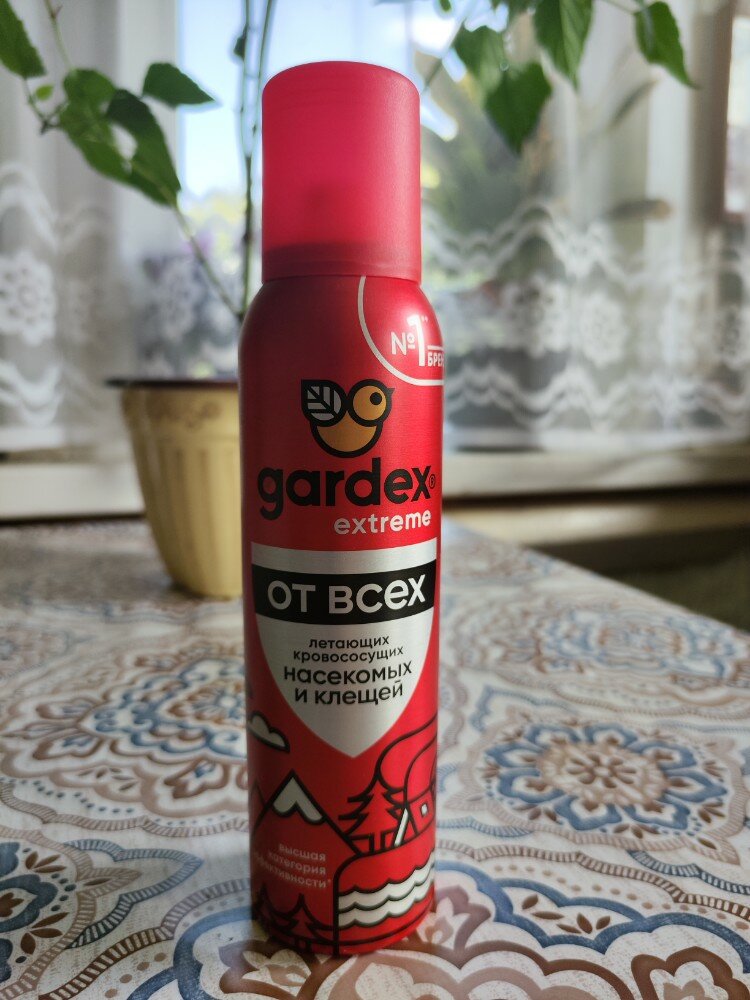 №1**
gardex®
extreme
ОТ ВСЕХ
летающих
кровососущих
насекомых
и клещей
высшая
категория